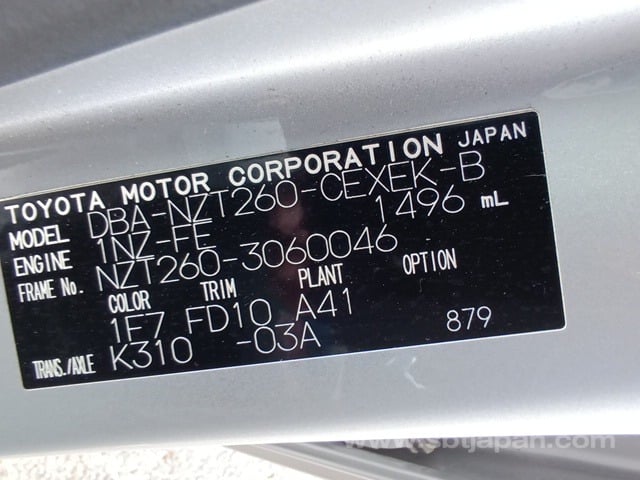 TOYOTA MOTOR CORPORATION JAPAN
MODEL DBA-NZT260-CEXEK-B
ENGINE 1NZ-FE 1496 mL
FRAME No. NZT260-3060046
COLOR TRIM PLANT OPTION
1F7 FD10 A41
TRANS./AXLE K310 -03A 879
www.sbtjapan.com